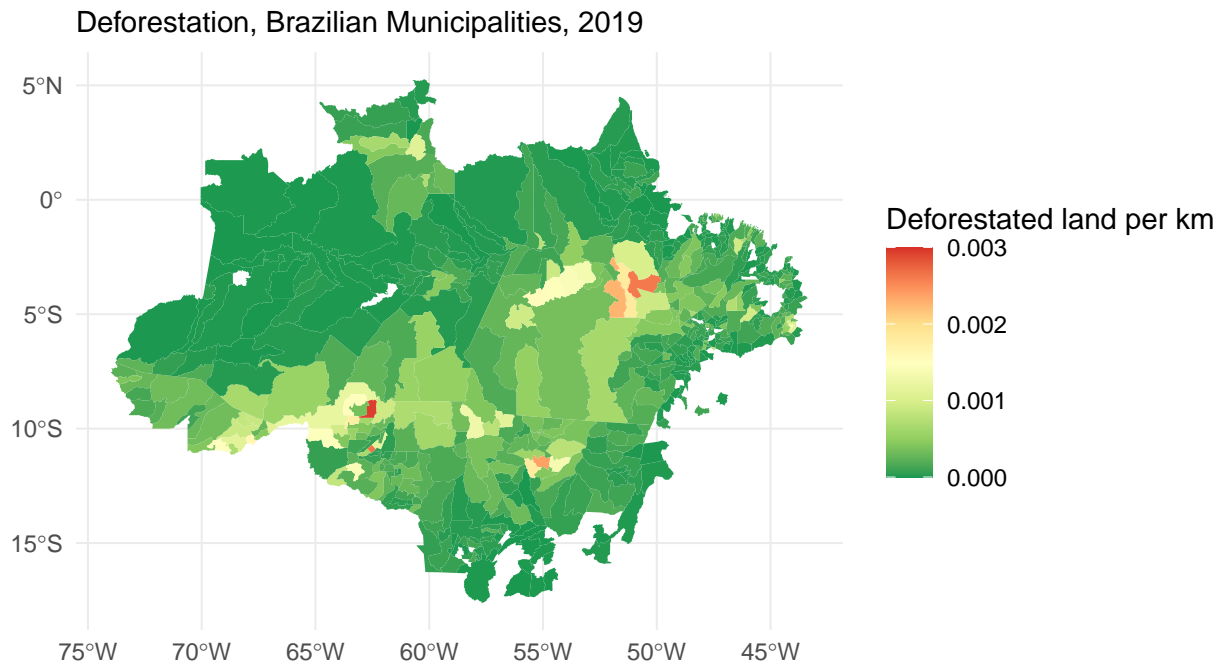 Deforestation, Brazilian Municipalities, 2019
5°N
0°
5°S
10°S
15°S
75°W 70°W 65°W 60°W 55°W 50°W 45°W
Deforestated land per km
0.003
0.002
0.001
0.000